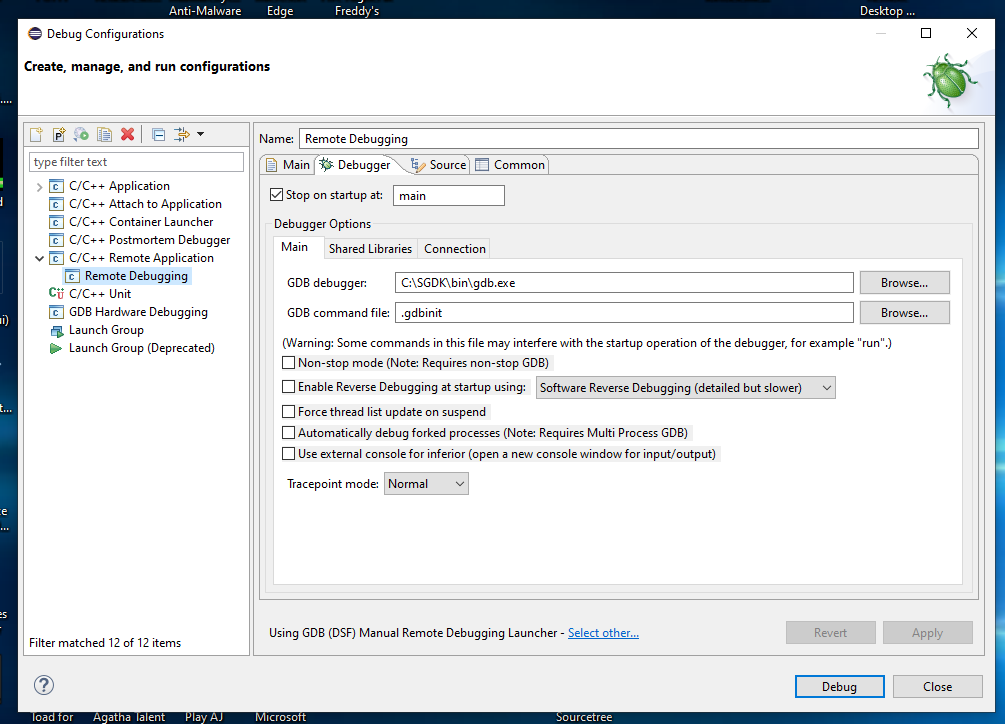 Anti-Malware
Edge
Freddy's
Desktop ...
Debug Configurations
Create, manage, and run configurations
Name: Remote Debugging
type filter text
Main Debugger Source Common
C/C++ Application
C/C++ Attach to Application
C/C++ Container Launcher
C/C++ Postmortem Debugger
C/C++ Remote Application
Remote Debugging
C/C++ Unit
GDB Hardware Debugging
Launch Group
Launch Group (Deprecated)
Filter matched 12 of 12 items
Stop on startup at: main
Debugger Options
Main Shared Libraries Connection
GDB debugger: C:\SGDK\bin\gdb.exe Browse...
GDB command file: .gdbinit Browse...
(Warning: Some commands in this file may interfere with the startup operation of the debugger, for example "run".)
Non-stop mode (Note: Requires non-stop GDB)
Enable Reverse Debugging at startup using: Software Reverse Debugging (detailed but slower)
Force thread list update on suspend
Automatically debug forked processes (Note: Requires Multi Process GDB)
Use external console for inferior (open a new console window for input/output)
Tracepoint mode: Normal
Using GDB (DSF) Manual Remote Debugging Launcher - Select other...
Revert Apply
Debug Close
Toad for
Agatha Talent
Play AJ
Microsoft
Sourcetree